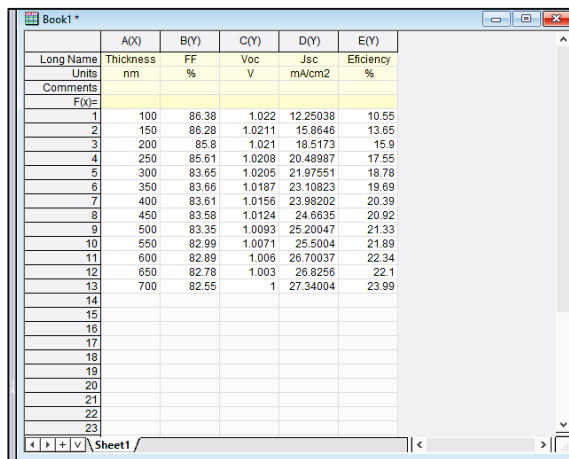 Book1 *
A(X) B(Y) C(Y) D(Y) E(Y)
Long Name Thickness FF Voc Jsc Eficiency
Units nm % V mA/cm2 %
Comments
F(x)=
1 100 86.38 1.022 12.25038 10.55
2 150 86.28 1.0211 15.8646 13.65
3 200 85.8 1.021 18.5173 15.9
4 250 85.61 1.0208 20.48987 17.55
5 300 83.65 1.0205 21.97551 18.78
6 350 83.66 1.0187 23.10823 19.69
7 400 83.61 1.0156 23.98202 20.39
8 450 83.58 1.0124 24.6635 20.92
9 500 83.35 1.0093 25.20047 21.33
10 550 82.99 1.0071 25.5004 21.89
11 600 82.89 1.006 26.70037 22.34
12 650 82.78 1.003 26.8256 22.1
13 700 82.55 1 27.34004 23.99
14
15
16
17
18
19
20
21
22
23
Sheet1